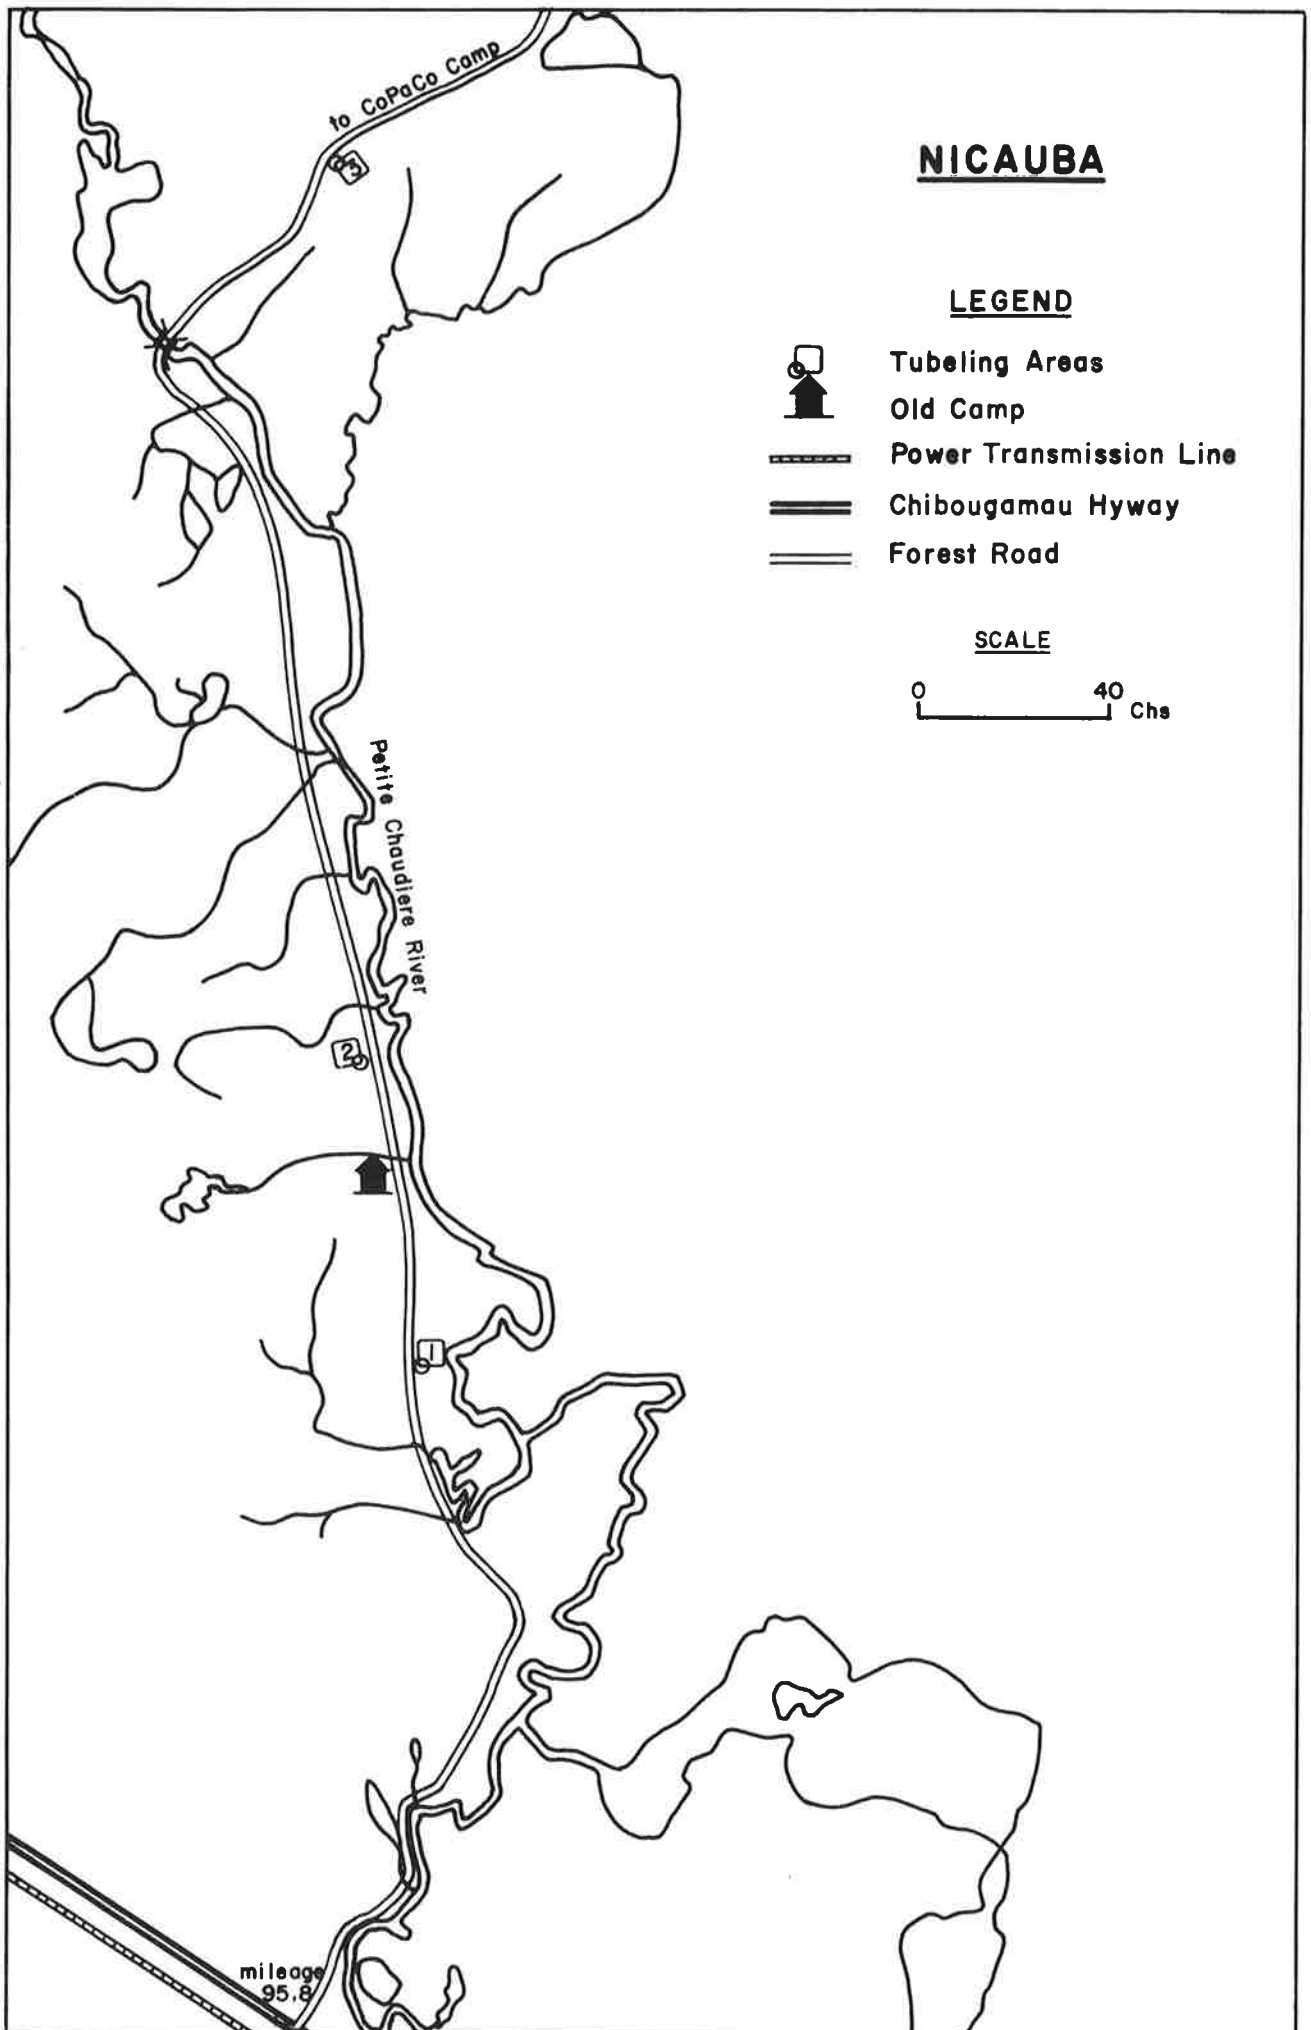 to CoPaCo Camp
3
NICAUBA
LEGEND
Tubeling Areas
Old Camp
Power Transmission Line
Chibougamau Hyway
Forest Road
SCALE
0 40 Chs
Petite Chaudiere River
2
1
mileage
95,8